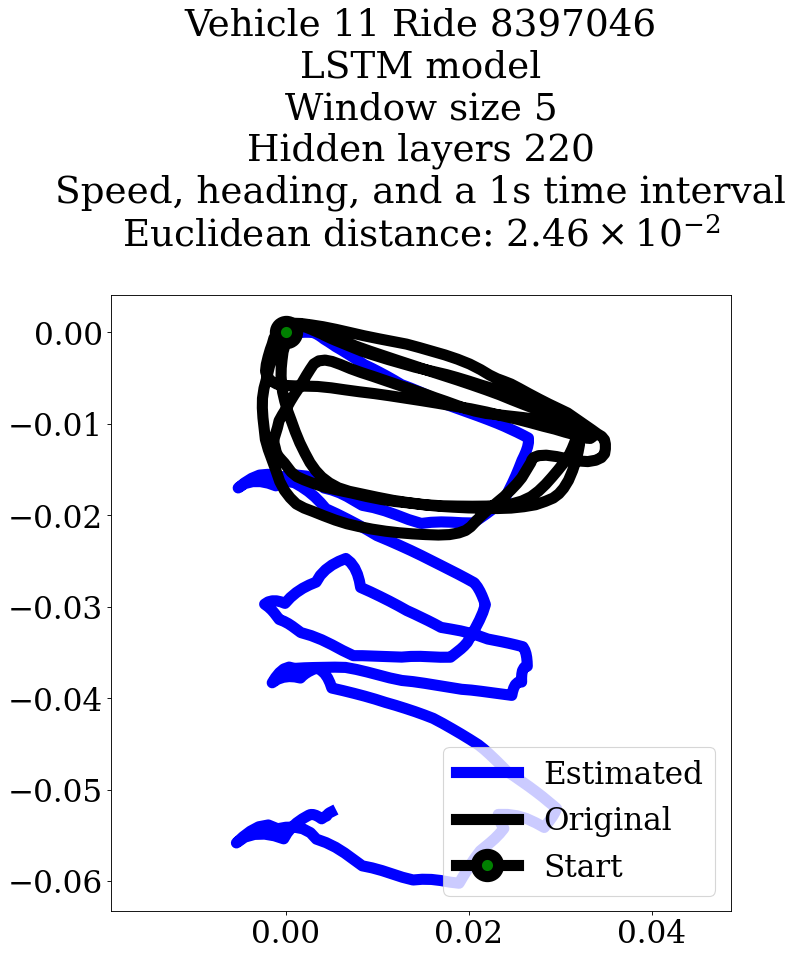 Vehicle 11 Ride 8397046
LSTM model
Window size 5
Hidden layers 220
Speed, heading, and a 1s time interval
Euclidean distance: 2.46 × 10⁻²
0.00
−0.01
−0.02
−0.03
−0.04
−0.05
−0.06
Estimated
Original
Start
0.00 0.02 0.04